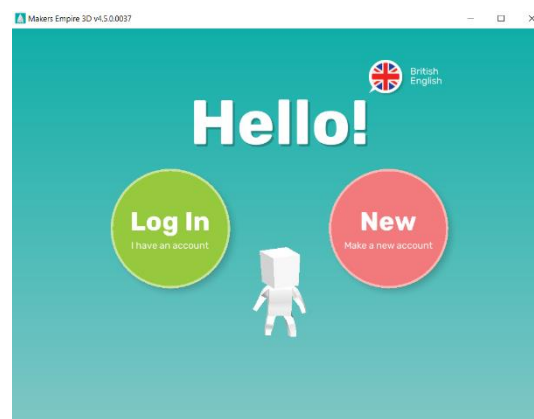 Makers Empire 3D v4.5.0.0037
British
English
Hello!
Log In
I have an account
New
Make a new account